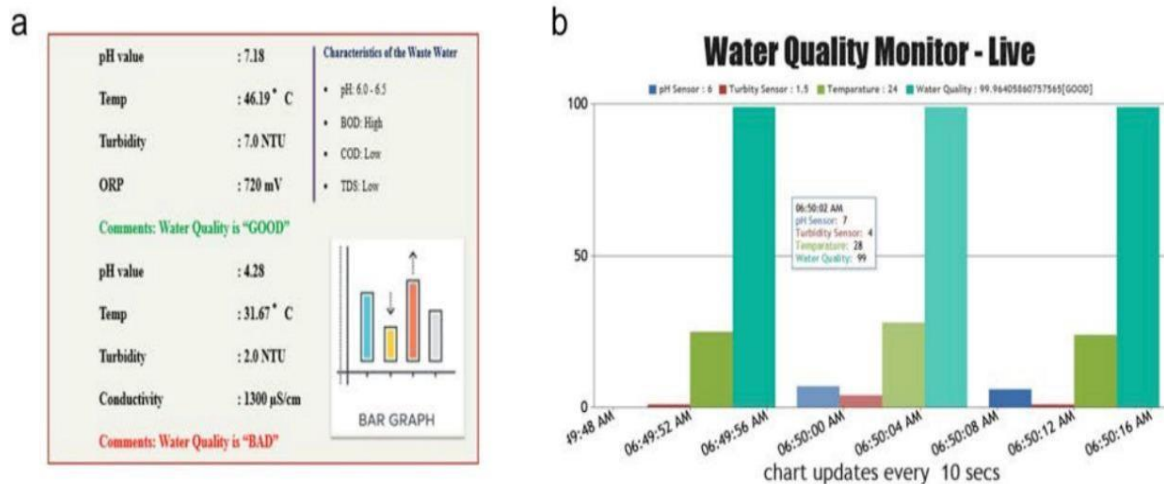 a
pH value : 7.18
Temp : 46.19° C
Turbidity : 7.0 NTU
ORP : 720 mV
Comments: Water Quality is “GOOD”
pH value : 4.28
Temp : 31.67° C
Turbidity : 2.0 NTU
Conductivity : 1300 µS/cm
Comments: Water Quality is “BAD”
Characteristics of the Waste Water
• pH: 6.0 - 6.5
• BOD: High
• COD: Low
• TDS: Low
BAR GRAPH
b
Water Quality Monitor - Live
pH Sensor : 6 Turbity Sensor : 1.5 Temparature : 24 Water Quality : 99.96405860757565[GOOD]
100
50
0
06:50:02 AM
pH Sensor: 7
Turbidity Sensor: 4
Temparature: 28
Water Quality: 99
49:48 AM
06:49:52 AM
06:49:56 AM
06:50:00 AM
06:50:04 AM
06:50:08 AM
06:50:12 AM
06:50:16 AM
chart updates every 10 secs